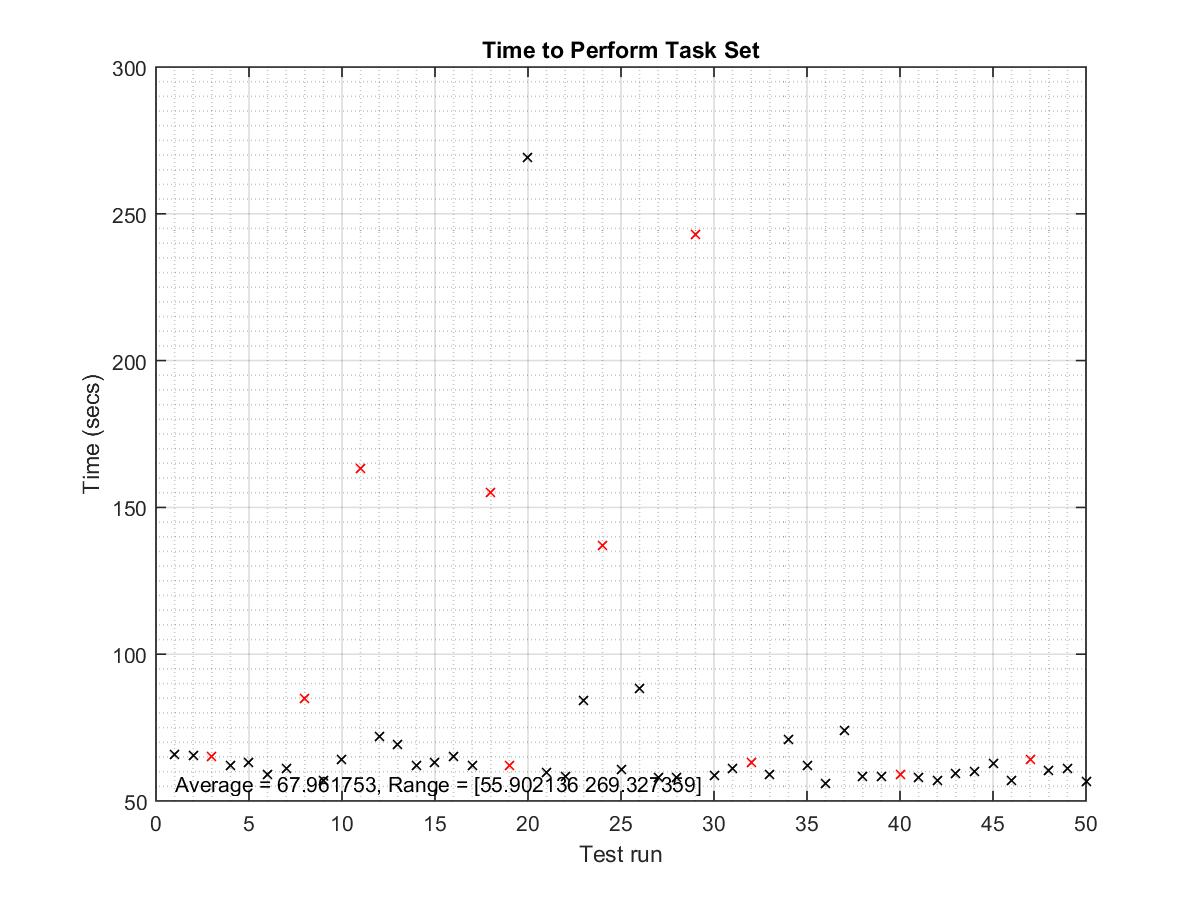 Time to Perform Task Set
300
250
200
150
100
50
Time (secs)
Average = 67.961753, Range = [55.902136 269.327359]
0 5 10 15 20 25 30 35 40 45 50
Test run